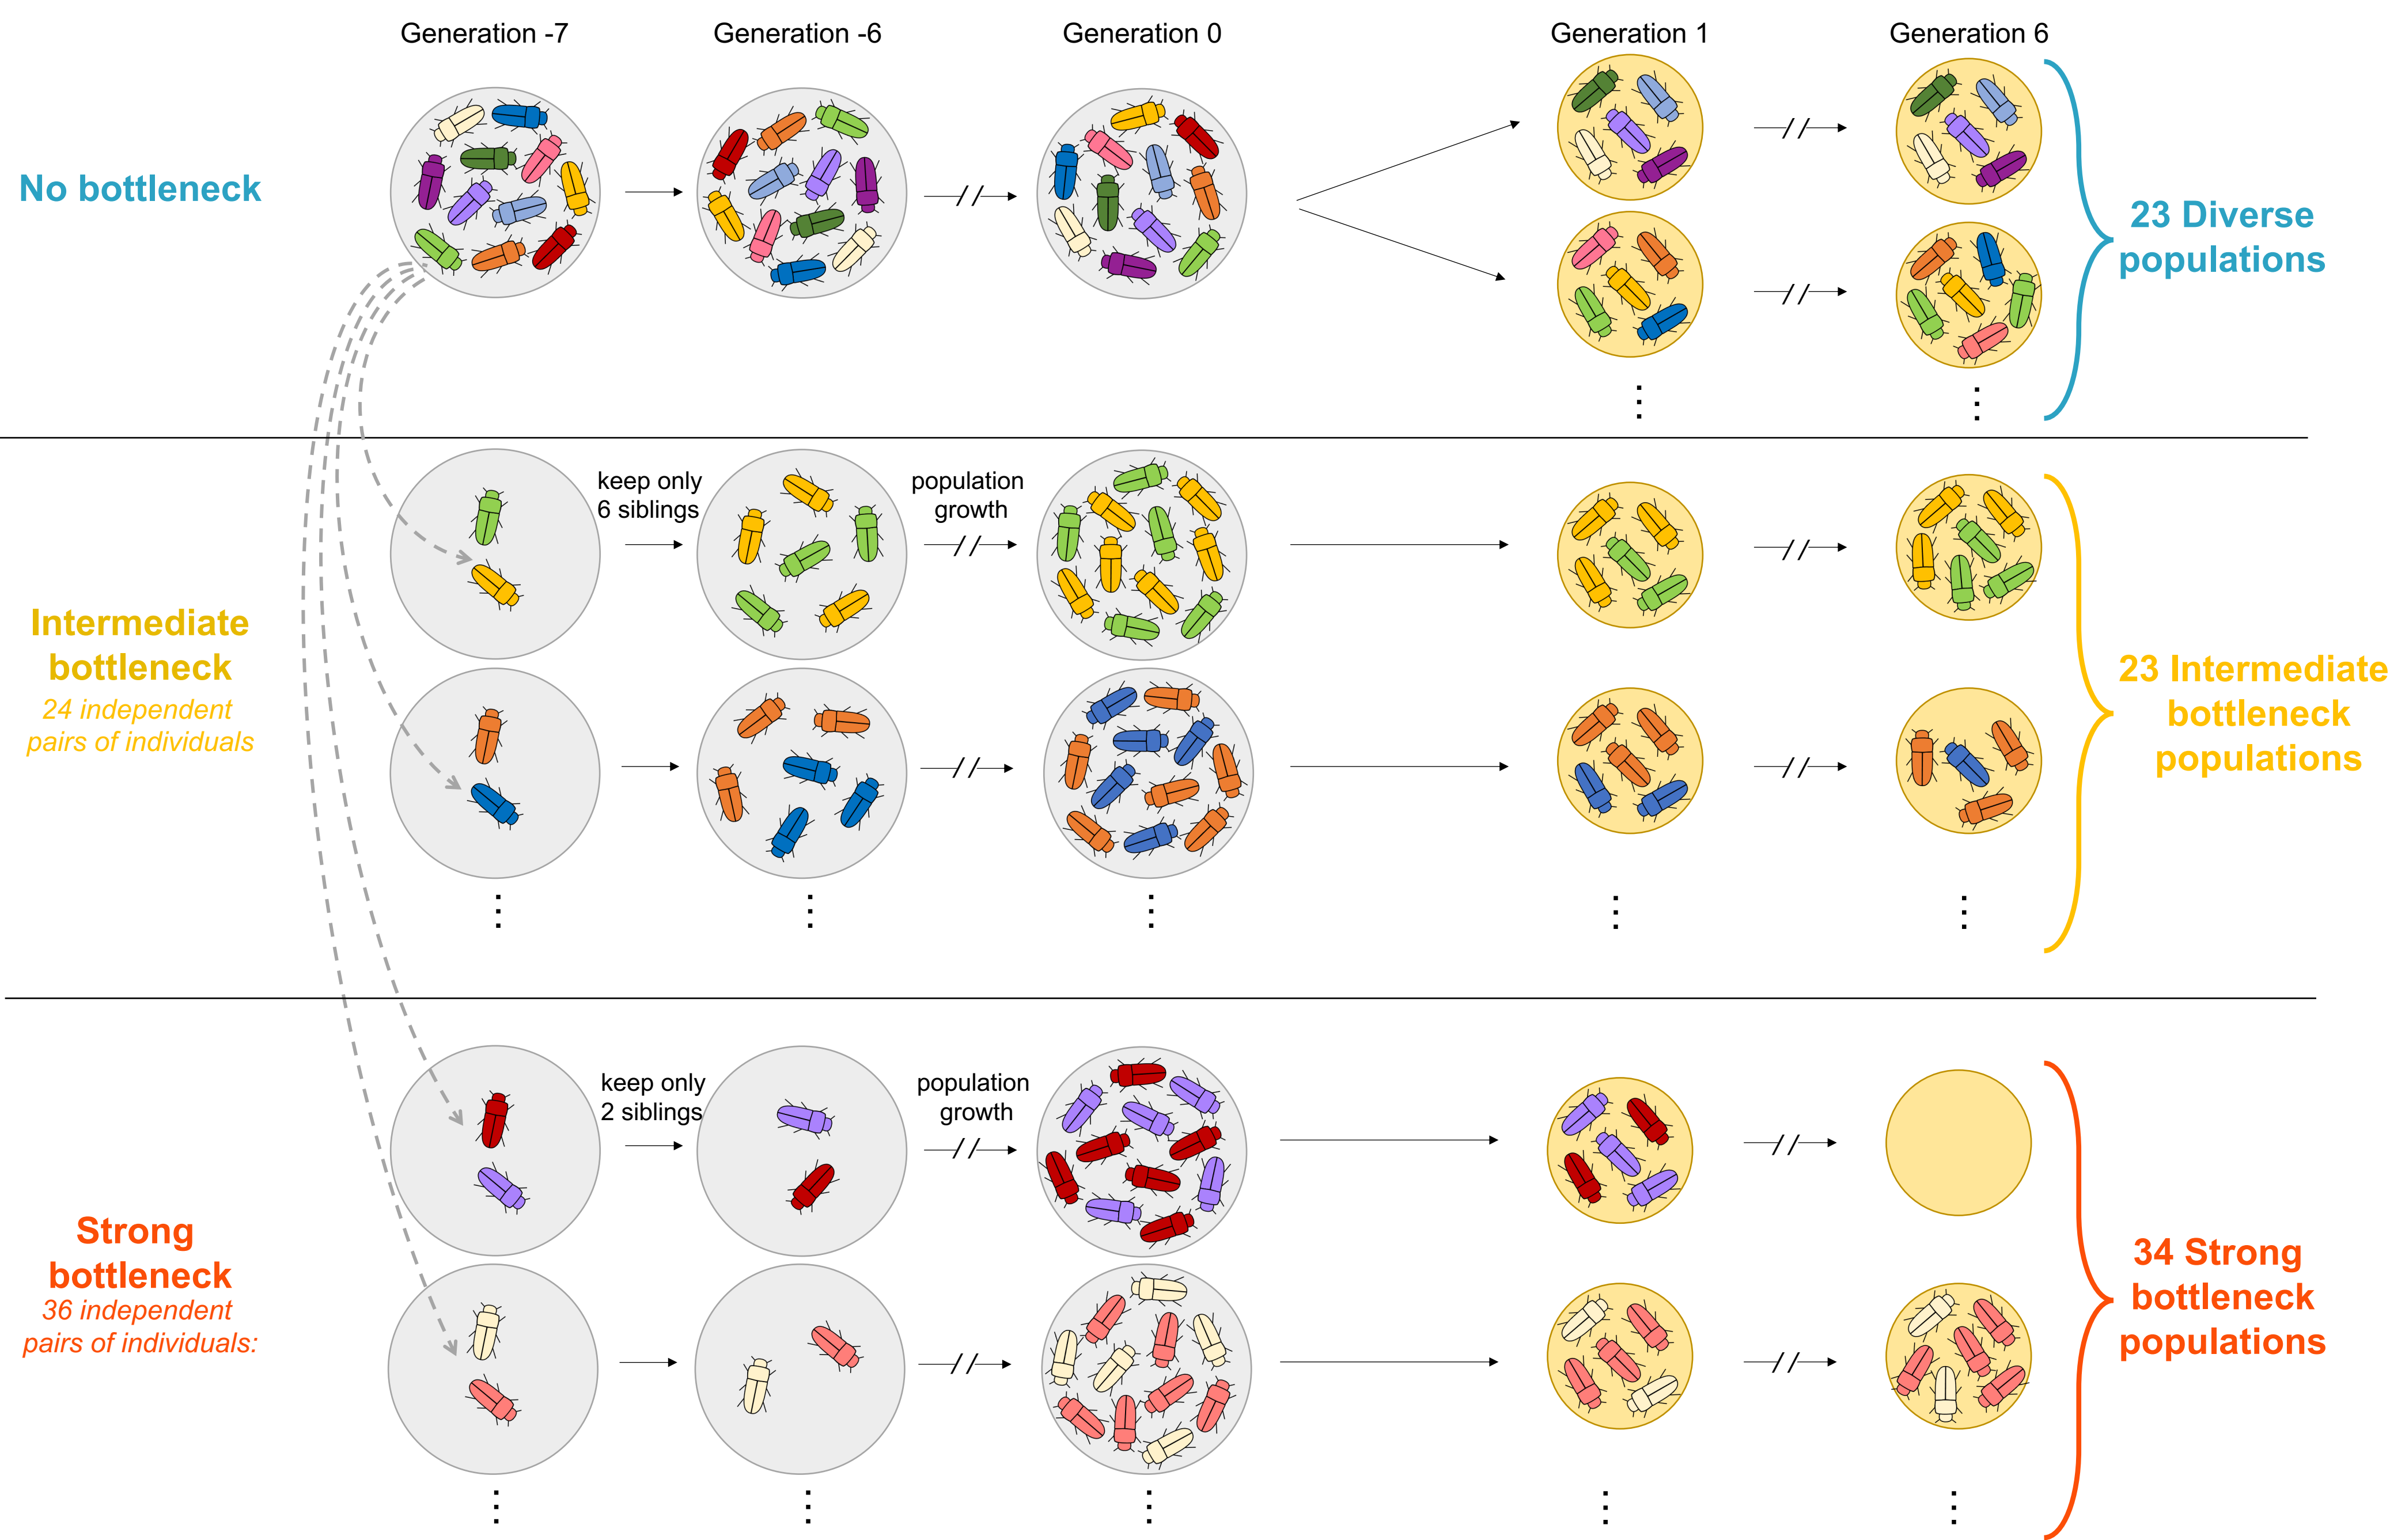 Generation -7
Generation -6
Generation 0
Generation 1
Generation 6
No bottleneck
23 Diverse
populations
keep only
6 siblings
population
growth
Intermediate
bottleneck
24 independent
pairs of individuals
23 Intermediate
bottleneck
populations
keep only
2 siblings
population
growth
Strong
bottleneck
36 independent
pairs of individuals:
34 Strong
bottleneck
populations